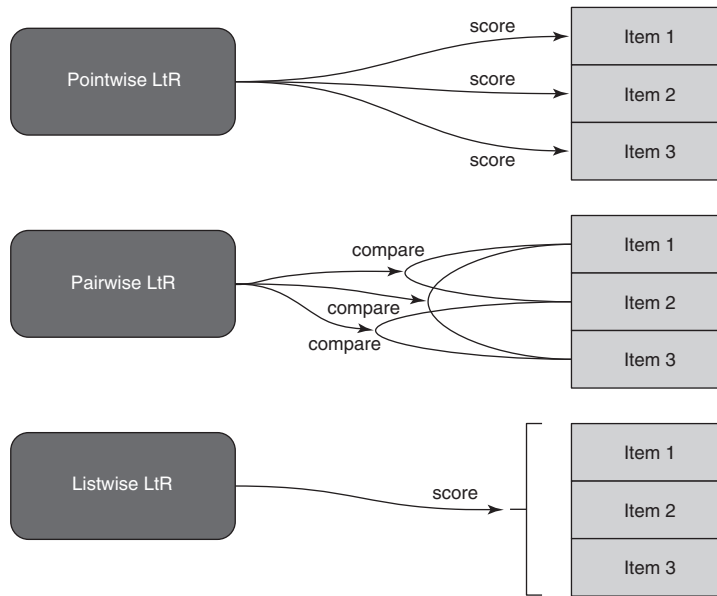 Pointwise LtR
score
score
score
Item 1
Item 2
Item 3
Pairwise LtR
compare
compare
compare
Item 1
Item 2
Item 3
Listwise LtR
score
Item 1
Item 2
Item 3